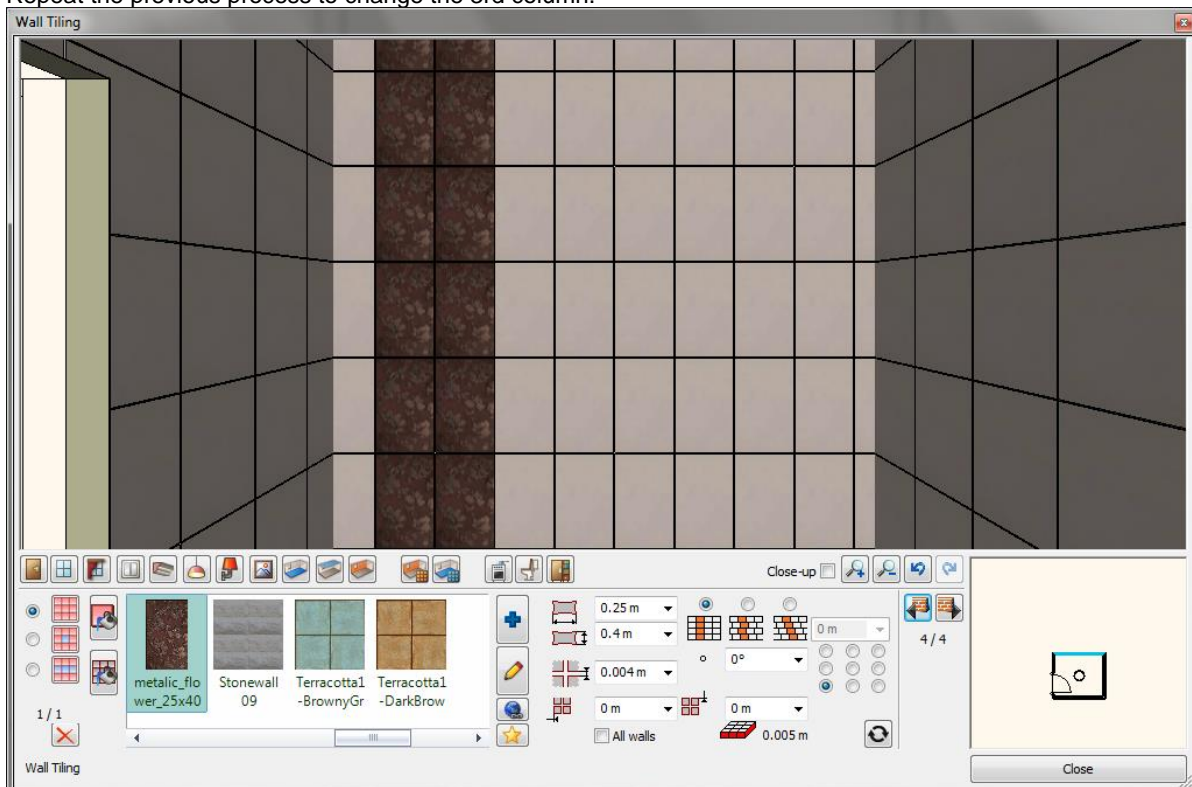 Repeat the previous process to change the 3rd column.
Wall Tiling
Close-up
0.25 m
0.4 m
0 m
4 / 4
0°
0.004 m
metalic_flo
wer_25x40
Stonewall
09
Terracotta1
-BrownyGr
Terracotta1
-DarkBrow
1 / 1
0 m
0 m
All walls
0.005 m
Wall Tiling
Close